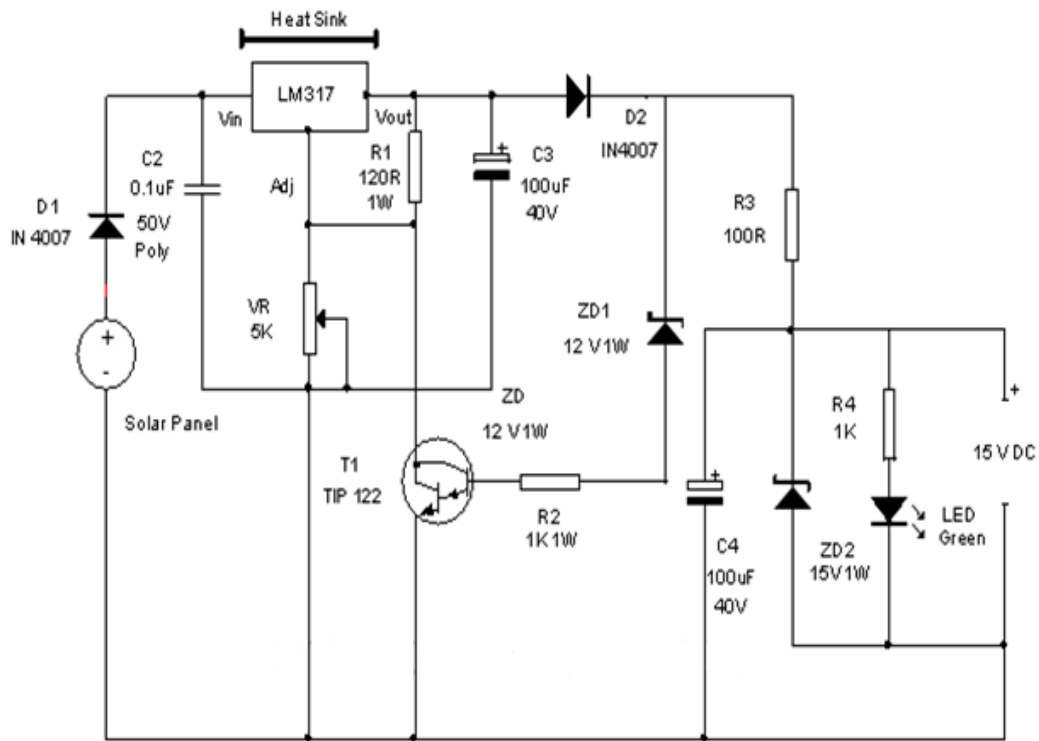 Heat Sink
LM317
Vin
Vout
Adj
C2
0.1uF
50V
Poly
D1
IN 4007
R1
120R
1W
+
C3
100uF
40V
D2
IN4007
R3
100R
VR
5K
+
-
Solar Panel
ZD1
12 V1W
ZD
12 V1W
T1
TIP 122
R2
1K 1W
+
C4
100uF
40V
R4
1K
+
15 V DC
LED
Green
ZD2
15V1W